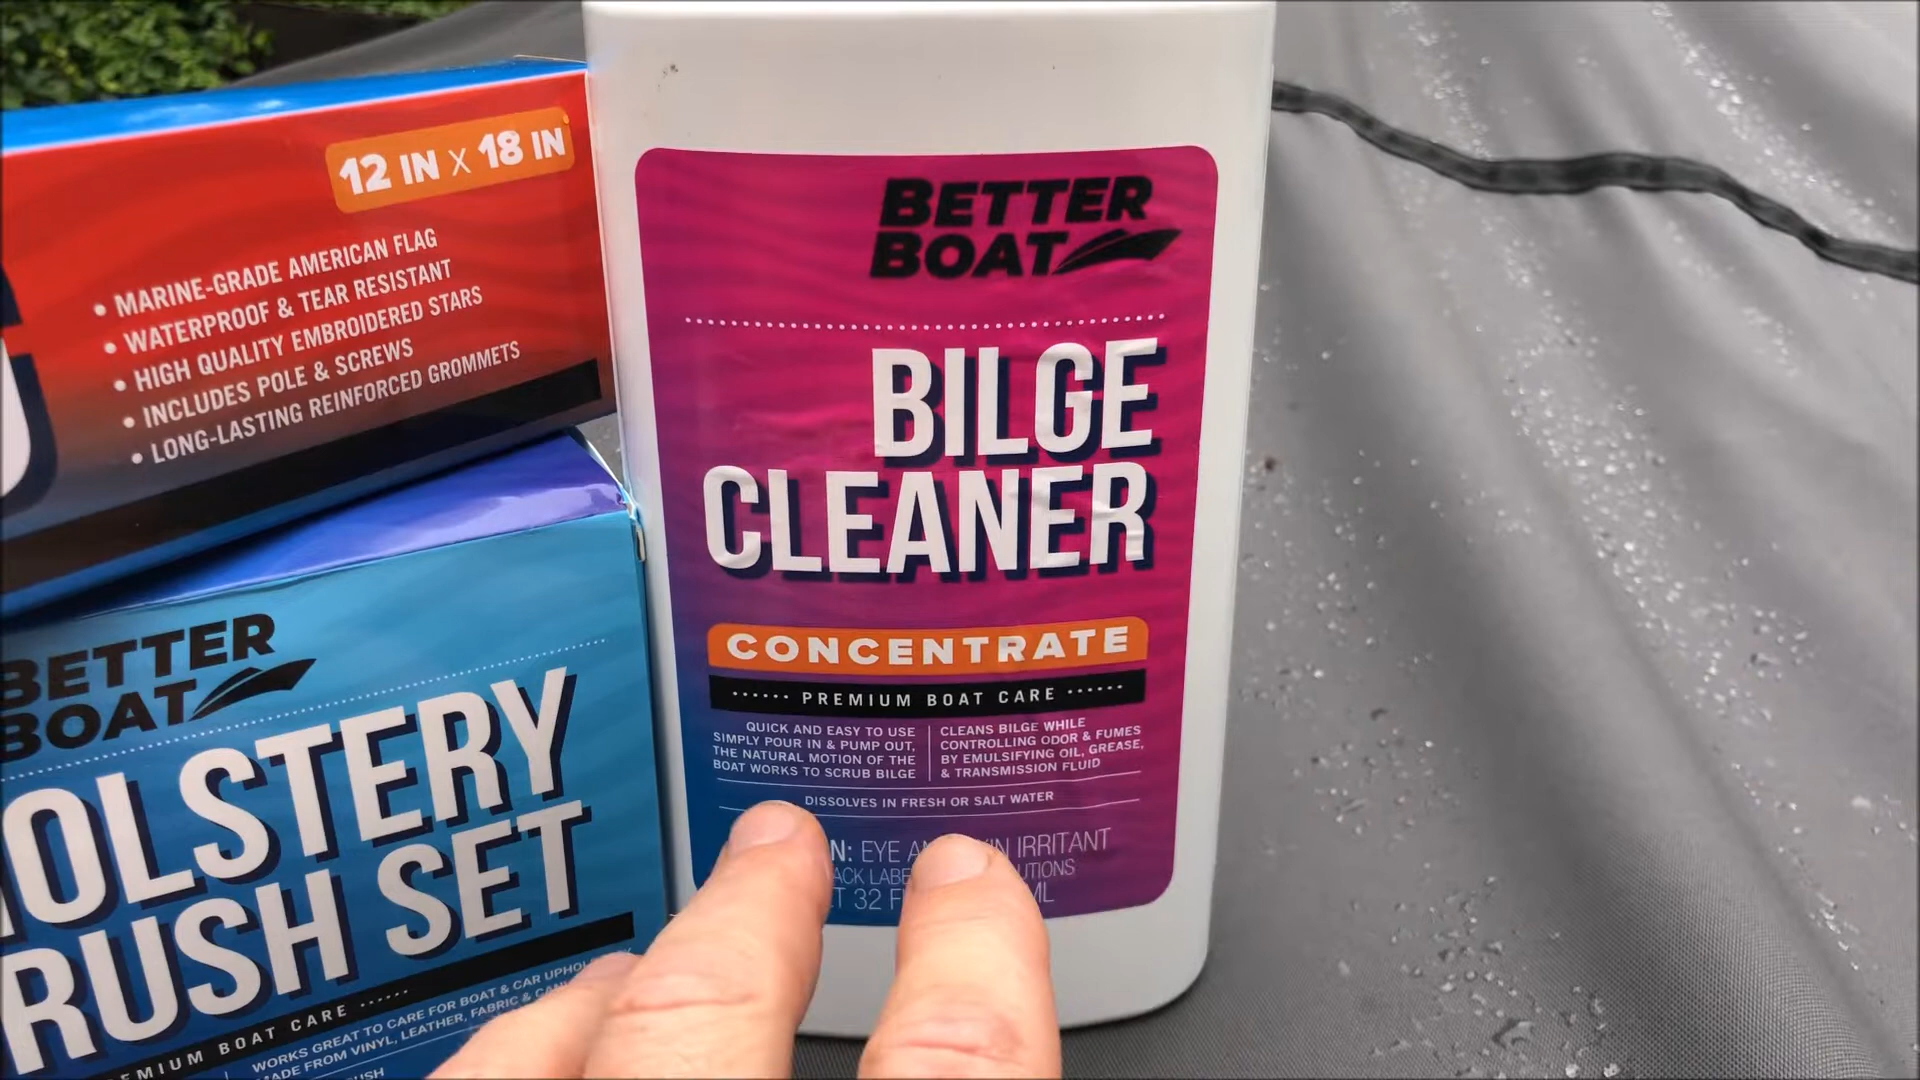 12 IN X 18 IN
• MARINE-GRADE AMERICAN FLAG
• WATERPROOF & TEAR RESISTANT
• HIGH QUALITY EMBROIDERED STARS
• INCLUDES POLE & SCREWS
• LONG-LASTING REINFORCED GROMMETS
BETTER
BOAT
OLSTERY
RUSH SET
EMIUM BOAT CARE
WORKS GREAT TO CARE FOR BOAT & CAR
MADE FROM VINYL, LEATHER, FABRIC &
BETTER
BOAT
BILGE
CLEANER
CONCENTRATE
PREMIUM BOAT CARE
QUICK AND EASY TO USE
SIMPLY POUR IN & PUMP OUT,
THE NATURAL MOTION OF THE
BOAT WORKS TO SCRUB BILGE
CLEANS BILGE WHILE
CONTROLLING ODOR & FUMES
BY EMULSIFYING OIL, GREASE,
& TRANSMISSION FLUID
DISSOLVES IN FRESH OR SALT WATER
N: EYE IRRITANT
32
ML